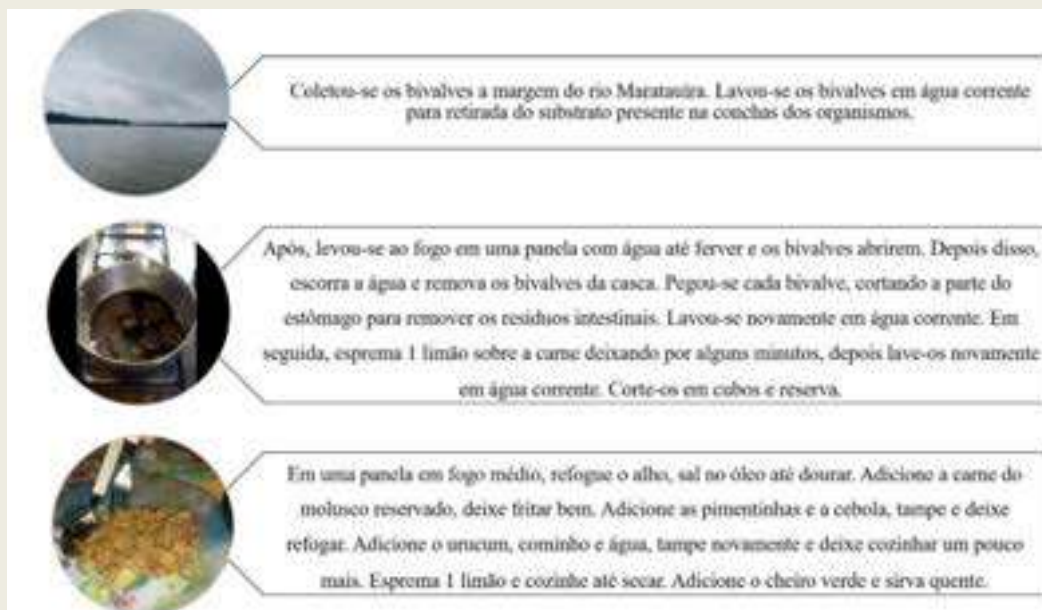 Coletou-se os bivalves a margem do rio Maratauíra. Lavou-se os bivalves em água corrente
para retirada do substrato presente na conchas dos organismos.
Após, levou-se ao fogo em uma panela com água até ferver e os bivalves abrirem. Depois disso,
escorra a água e remova os bivalves da casca. Pegou-se cada bivalve, cortando a parte do
estômago para remover os resíduos intestinais. Lavou-se novamente em água corrente. Em
seguida, esprema 1 limão sobre a carne deixando por alguns minutos, depois lave-os novamente
em água corrente. Corte-os em cubos e reserva.
Em uma panela em fogo médio, refogue o alho, sal no óleo até dourar. Adicione a carne do
molusco reservado, deixe fritar bem. Adicione as pimentinhas e a cebola, tampe e deixe
refogar. Adicione o urucum, cominho e água, tampe novamente e deixe cozinhar um pouco
mais. Esprema 1 limão e cozinhe até secar. Adicione o cheiro verde e sirva quente.